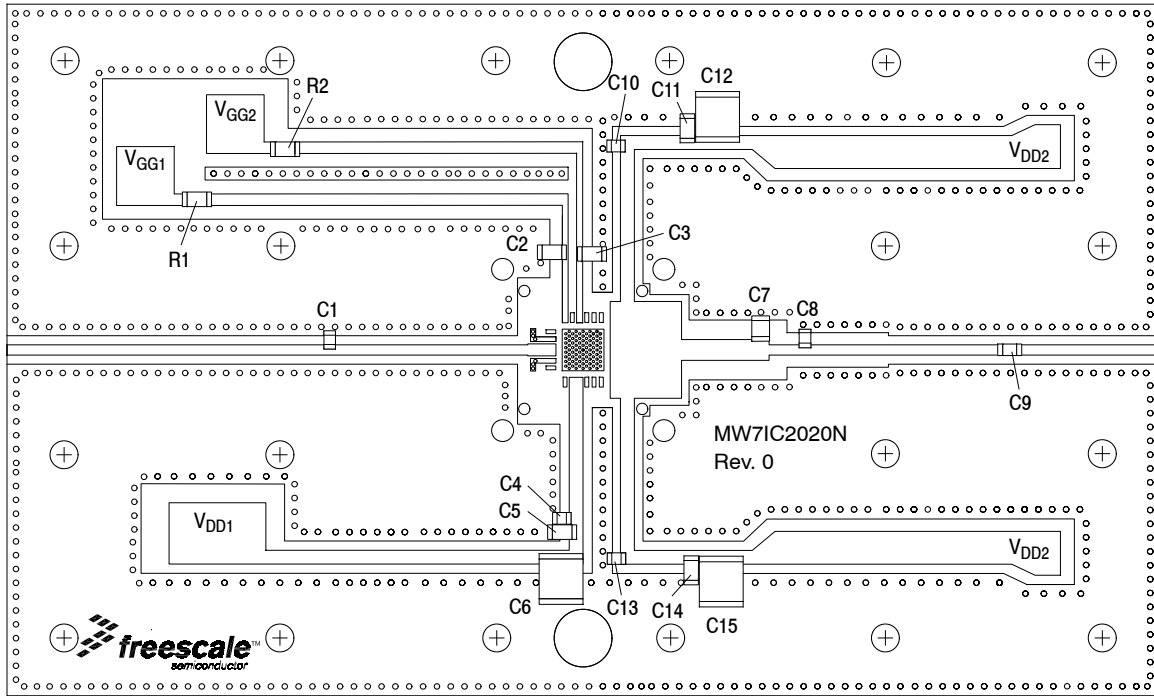 C12
C11
C10
R2
VGG2
VGG1
VDD2
R1
C2
C3
C1
C7
C8
C9
MW7IC2020N
Rev. 0
C4
C5
VDD1
VDD2
C6
C13
C14
C15
freescale™
semiconductor